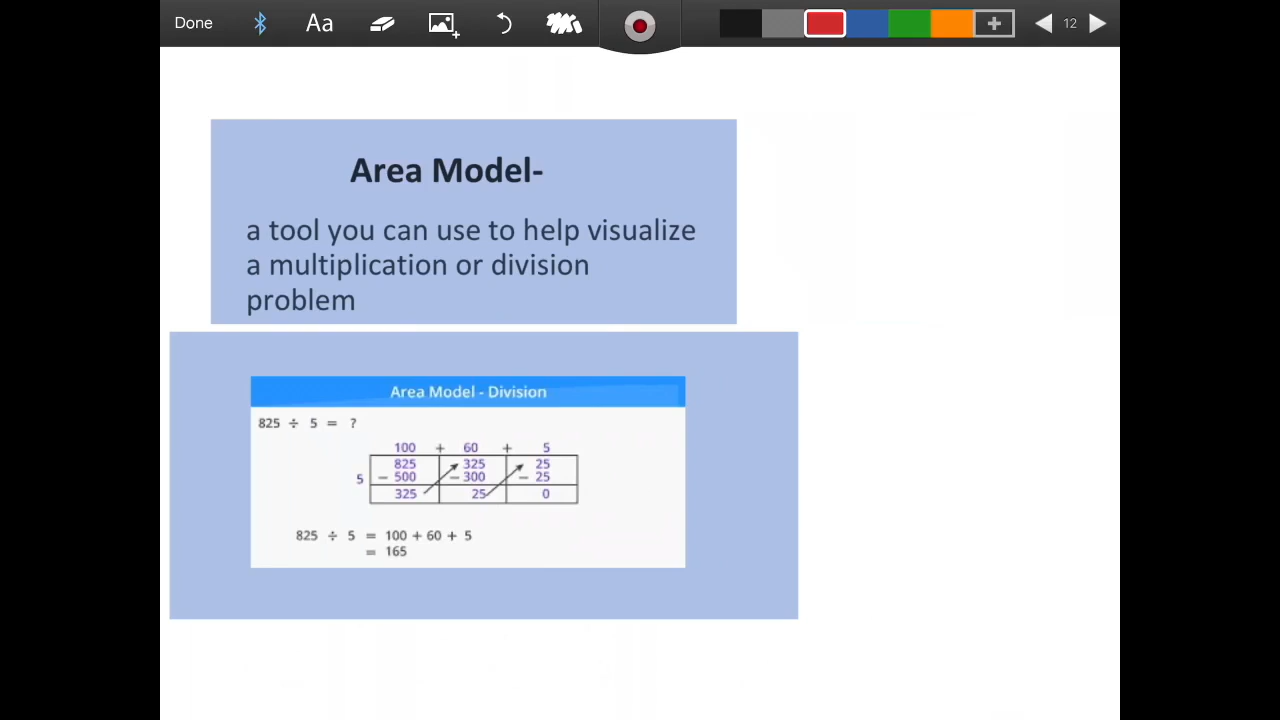 Done Aa 12
Area Model-
a tool you can use to help visualize
a multiplication or division
problem
Area Model - Division
825 ÷ 5 = ?
100 + 60 + 5
825 325 25
5 - 500 - 300 - 25
325 25 0
825 ÷ 5 = 100 + 60 + 5
= 165